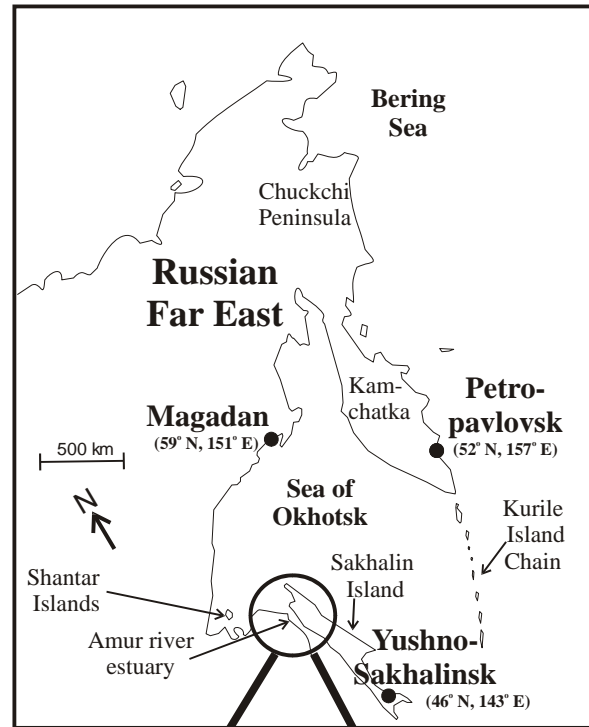 Bering
Sea
Chuckchi
Peninsula
Russian
Far East
Kam-
chatka
Petro-
pavlovsk
(52° N, 157° E)
Magadan
(59° N, 151° E)
500 km
N
Sea of
Okhotsk
Kurile
Island
Chain
Sakhalin
Island
Shantar
Islands
Amur river
estuary
Yushno-
Sakhalinsk
(46° N, 143° E)